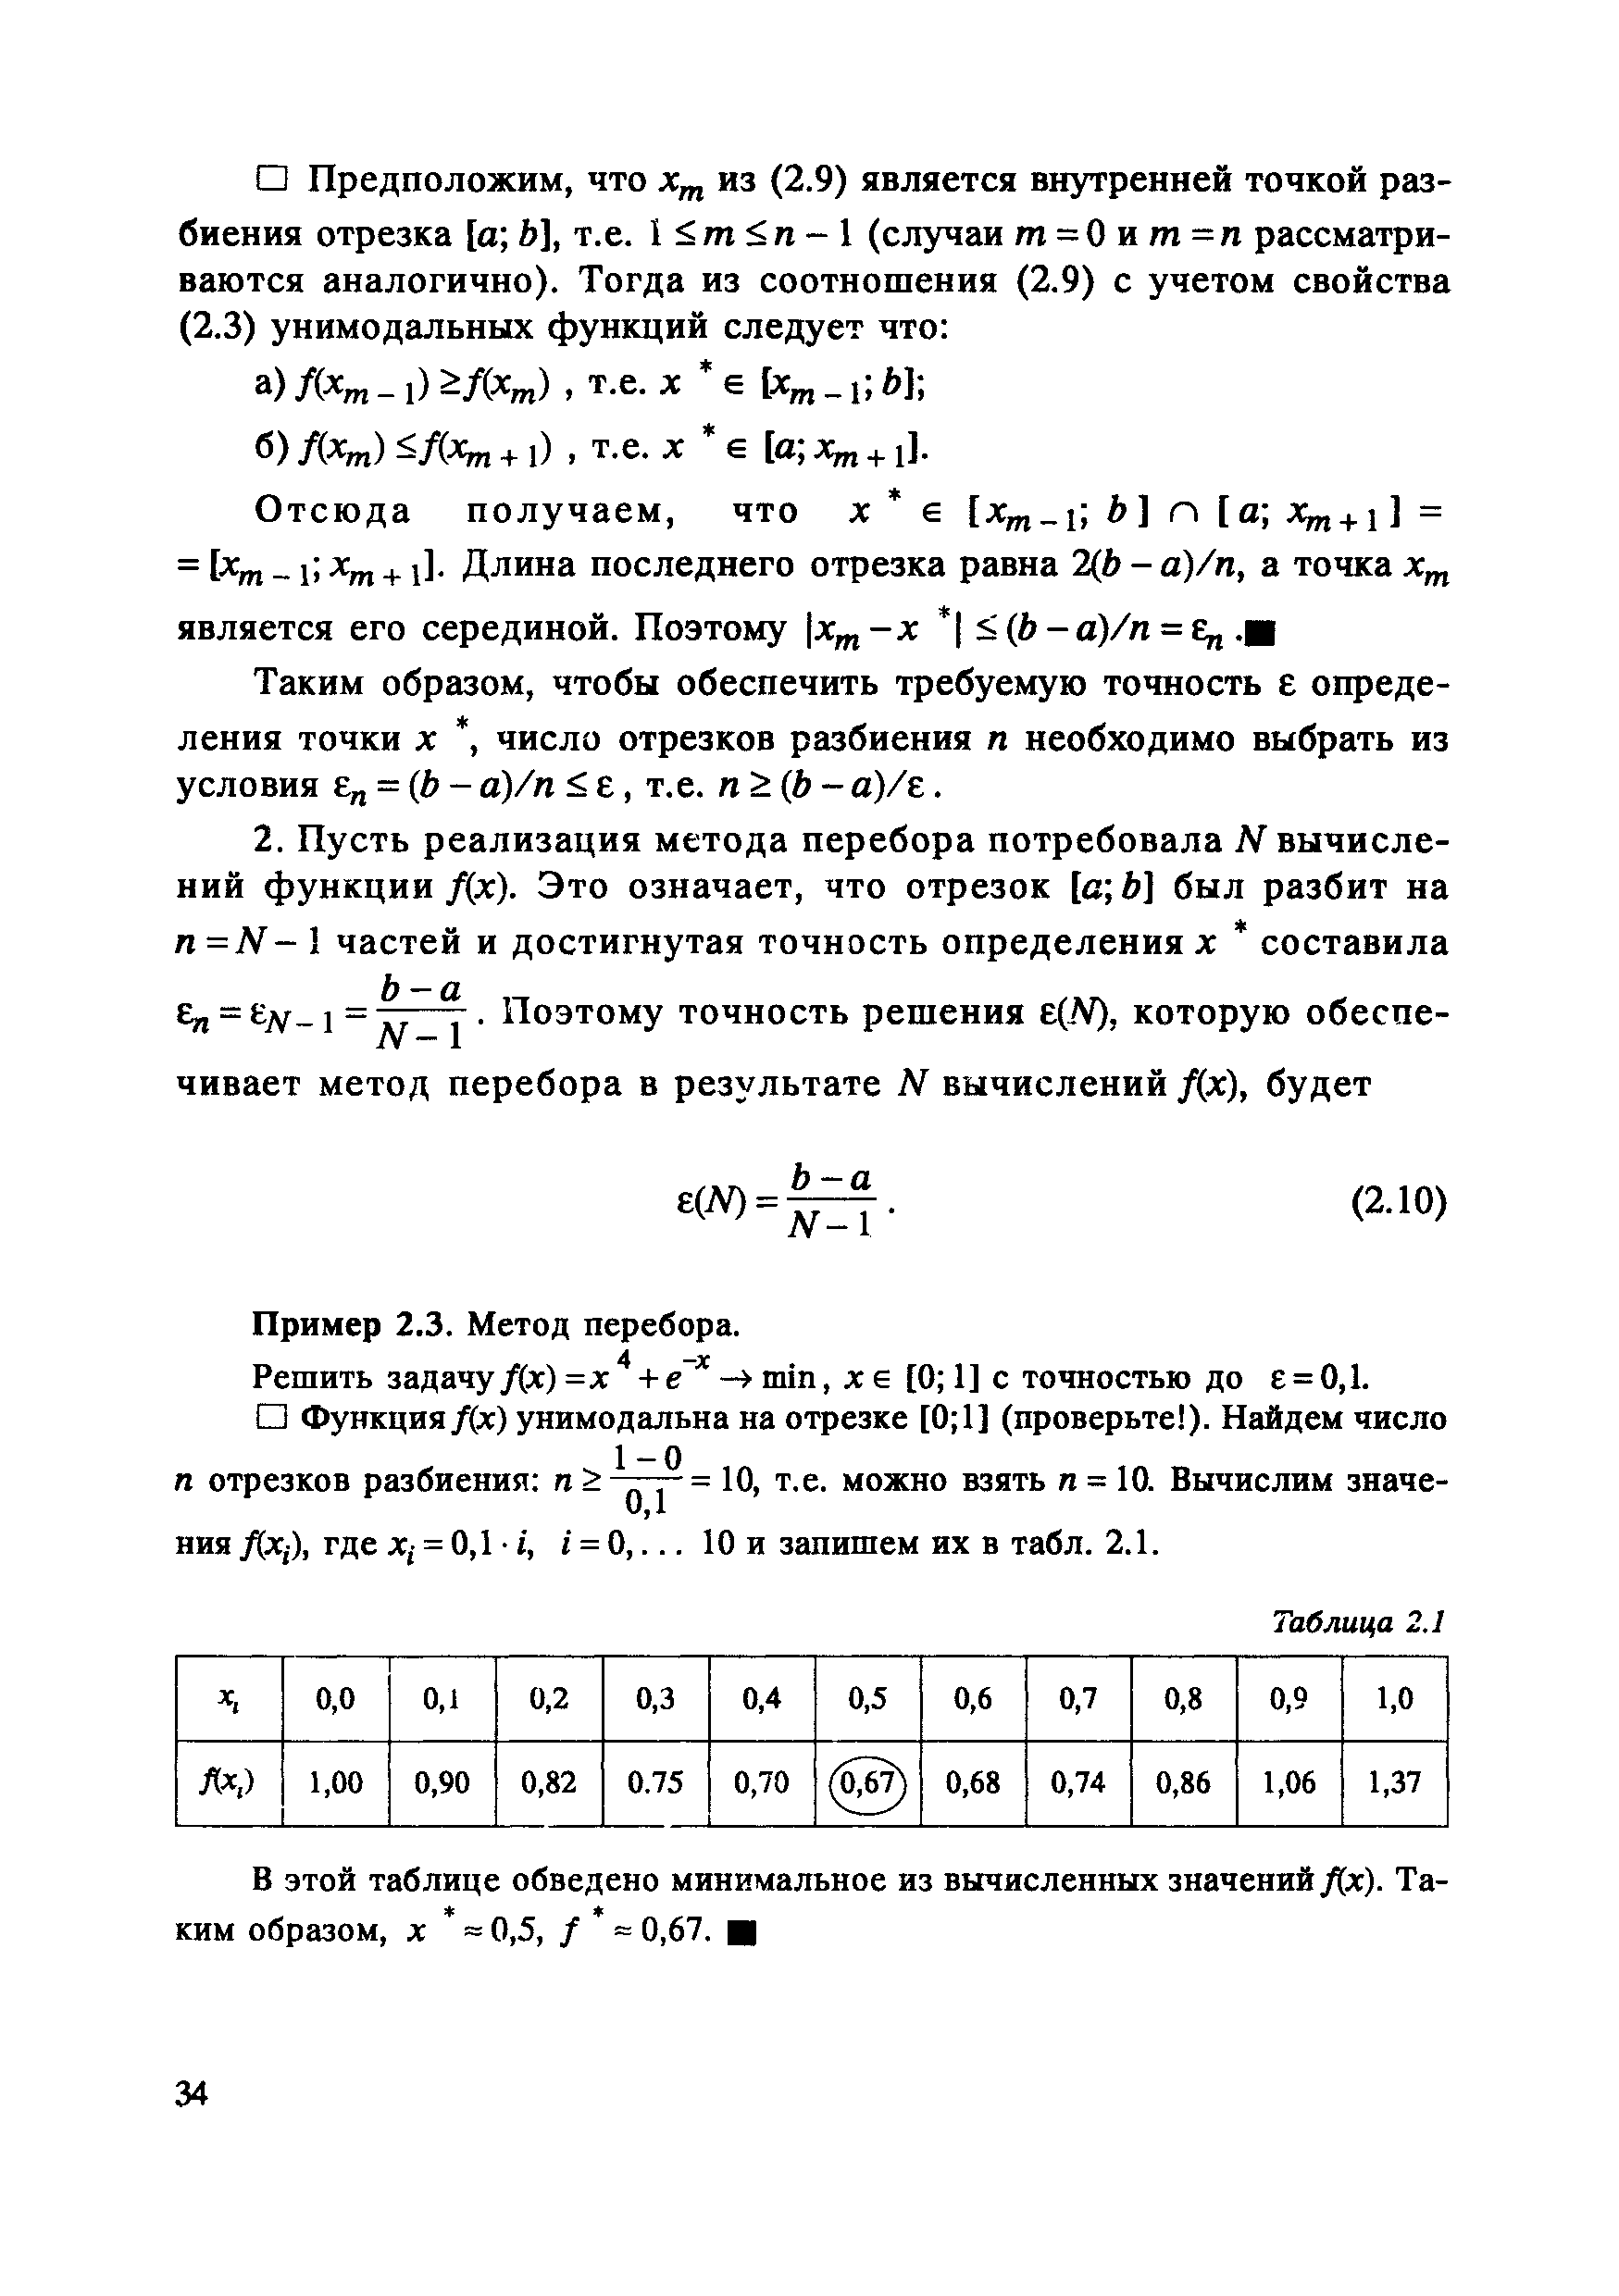 □ Предположим, что xₘ из (2.9) является внутренней точкой раз-
биения отрезка [a; b], т.е. 1 ≤ m ≤ n − 1 (случаи m = 0 и m = n рассматри-
ваются аналогично). Тогда из соотношения (2.9) с учетом свойства
(2.3) унимодальных функций следует что:
а) f(xₘ₋₁) ≥ f(xₘ) , т.е. x * ∈ [xₘ₋₁; b];
б) f(xₘ) ≤ f(xₘ₊₁) , т.е. x * ∈ [a; xₘ₊₁].
Отсюда получаем, что x * ∈ [xₘ₋₁; b] ∩ [a; xₘ₊₁] =
= [xₘ₋₁; xₘ₊₁]. Длина последнего отрезка равна 2(b − a)/n, а точка xₘ
является его серединой. Поэтому |xₘ − x *| ≤ (b − a)/n = εₙ .■
Таким образом, чтобы обеспечить требуемую точность ε опреде-
ления точки x *, число отрезков разбиения n необходимо выбрать из
условия εₙ = (b − a)/n ≤ ε , т.е. n ≥ (b − a)/ε .
2. Пусть реализация метода перебора потребовала N вычисле-
ний функции f(x). Это означает, что отрезок [a; b] был разбит на
n = N − 1 частей и достигнутая точность определения x * составила
εₙ = ε_{N−1} = (b − a)/(N − 1) . Поэтому точность решения ε(N), которую обеспе-
чивает метод перебора в результате N вычислений f(x), будет
ε(N) = (b − a)/(N − 1) . (2.10)
Пример 2.3. Метод перебора.
Решить задачу f(x) = x⁴ + e⁻ˣ → min, x ∈ [0; 1] с точностью до ε = 0,1.
□ Функция f(x) унимодальна на отрезке [0;1] (проверьте!). Найдем число
n отрезков разбиения: n ≥ (1 − 0)/0,1 = 10, т.е. можно взять n = 10. Вычислим значе-
ния f(xᵢ), где xᵢ = 0,1 · i, i = 0,... 10 и запишем их в табл. 2.1.
Таблица 2.1
xᵢ 0,0 0,1 0,2 0,3 0,4 0,5 0,6 0,7 0,8 0,9 1,0
f(xᵢ) 1,00 0,90 0,82 0.75 0,70 0,67 0,68 0,74 0,86 1,06 1,37
В этой таблице обведено минимальное из вычисленных значений f(x). Та-
ким образом, x * ≈ 0,5, f * ≈ 0,67. ■
34